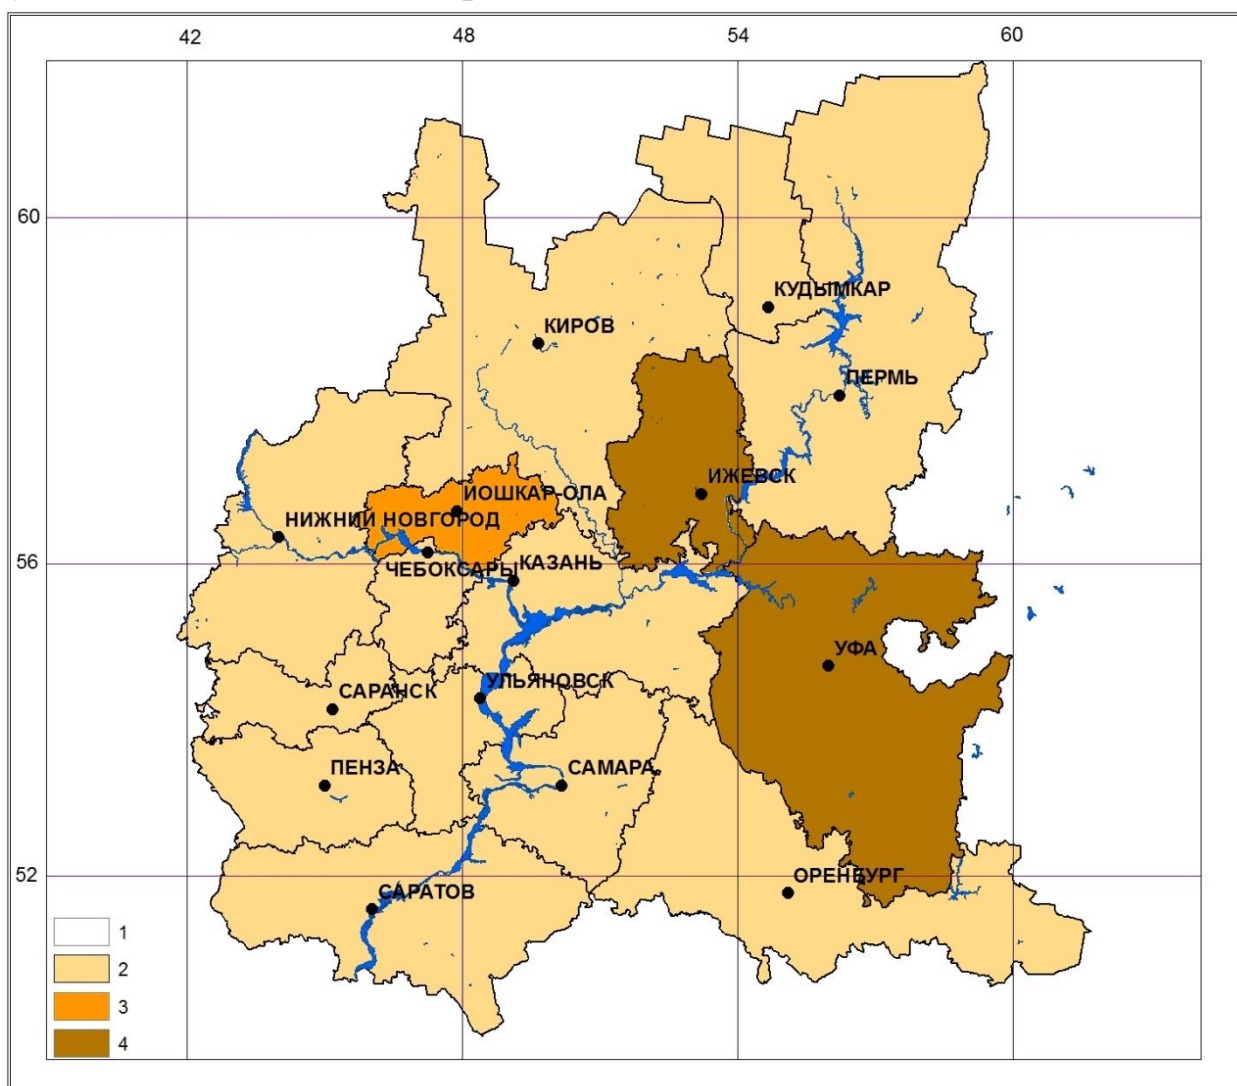 42 48 54 60
60
КУДЫМКАР
КИРОВ
ПЕРМЬ
ИЖЕВСК
ЙОШКАР-ОЛА
НИЖНИЙ НОВГОРОД
56
ЧЕБОКСАРЫ
КАЗАНЬ
УФА
САРАНСК
УЛЬЯНОВСК
ПЕНЗА
САМАРА
52
ОРЕНБУРГ
САРАТОВ
1
2
3
4